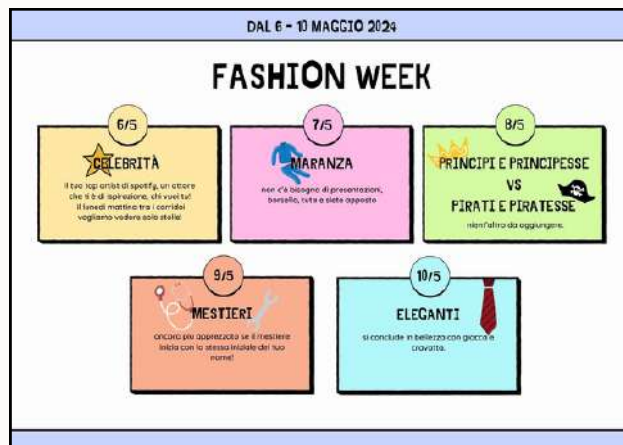 DAL 6 - 10 MAGGIO 2024
FASHION WEEK
6/5
CELEBRITÀ
il tuo top artist di spotify, un attore
che ti è di ispirazione, chi vuoi tu!
il lunedì mattina tra i corridoi
vogliamo vedere solo stelle!
7/5
MARANZA
non c'è bisogno di presentazioni,
borsello, tuta e siete apposto
8/5
PRINCIPI E PRINCIPESSE
VS
PIRATI E PIRATESSE
nient'altro da aggiungere.
9/5
MESTIERI
ancora più apprezzato se il mestiere
inizia con la stessa iniziale del tuo
nome!
10/5
ELEGANTI
si conclude in bellezza con giacca e
cravatta.